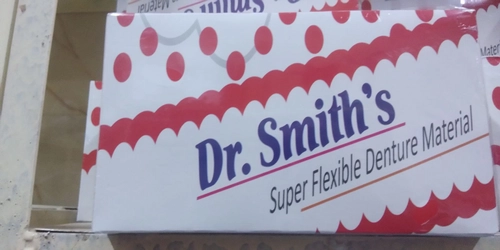 Dr. Smith's
Super Flexible Denture Material